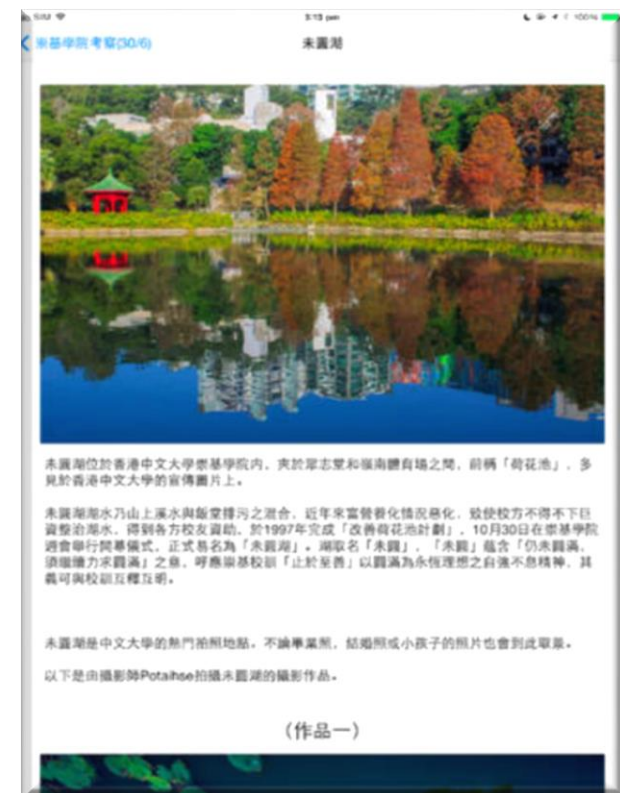 SIM
3:13 pm
100%
崇基學院考察(30/6)
未圓湖
未圓湖位於香港中文大學崇基學院內，夾於眾志堂和嶺南體育場之間，前稱「荷花池」，多
見於香港中文大學的宣傳圖片上。
未圓湖湖水乃山上溪水與飯堂排污之混合，近年來富營養化情況惡化，致使校方不得不下巨
資整治湖水，得到各方校友資助，於1997年完成「改善荷花池計劃」，10月30日在崇基學院
週會舉行開幕儀式，正式易名為「未圓湖」。湖取名「未圓」，「未圓」蘊含「仍未圓滿，
須繼續力求圓滿」之意，呼應崇基校訓「止於至善」以圓滿為永恆理想之自強不息精神，其
義可與校訓互釋互明。
未圓湖是中文大學的熱門拍照地點，不論畢業照，結婚照或小孩子的照片也會到此取景。
以下是由攝影師Potaihse拍攝未圓湖的攝影作品。
（作品一）